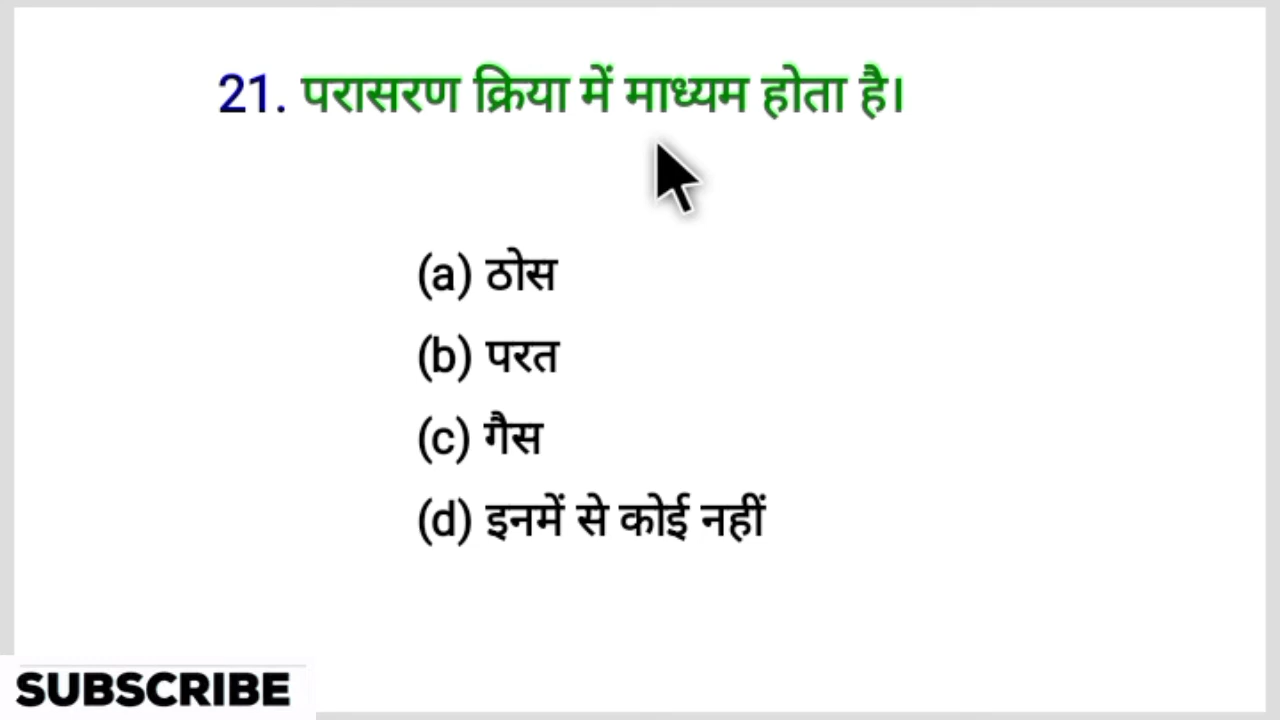 21. परासरण क्रिया में माध्यम होता है।
(a) ठोस
(b) परत
(c) गैस
(d) इनमें से कोई नहीं
SUBSCRIBE